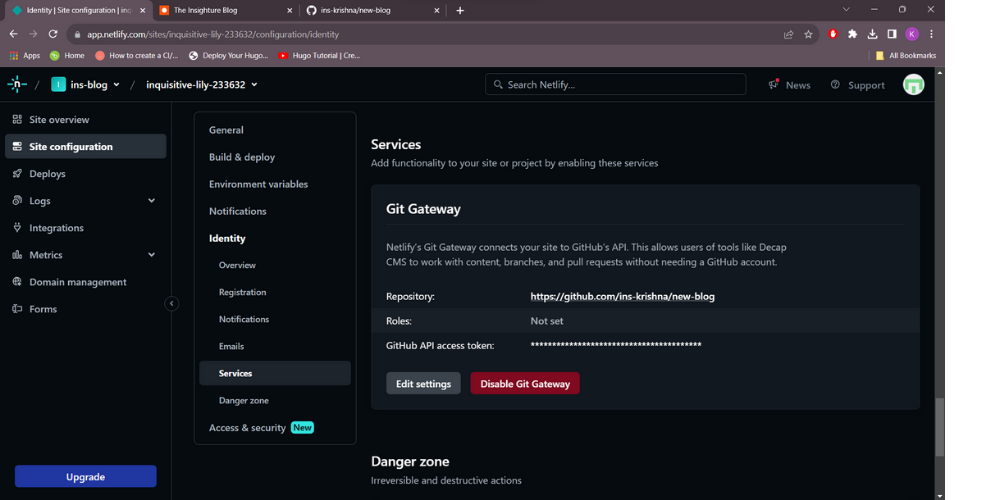 Identity | Site configuration | inq
The Insighture Blog
ins-krishna/new-blog
app.netlify.com/sites/inquisitive-lily-233632/configuration/identity
K
Apps
Home
How to create a CI/...
Deploy Your Hugo...
Hugo Tutorial | Cre...
All Bookmarks
/ I ins-blog / inquisitive-lily-233632
Search Netlify...
News
Support
Site overview
Site configuration
Deploys
Logs
Integrations
Metrics
Domain management
Forms
Upgrade
General
Build & deploy
Environment variables
Notifications
Identity
Overview
Registration
Notifications
Emails
Services
Danger zone
Access & security New
Services
Add functionality to your site or project by enabling these services
Git Gateway
Netlify's Git Gateway connects your site to GitHub's API. This allows users of tools like Decap
CMS to work with content, branches, and pull requests without needing a GitHub account.
Repository: https://github.com/ins-krishna/new-blog
Roles: Not set
GitHub API access token: ****************************************
Edit settings
Disable Git Gateway
Danger zone
Irreversible and destructive actions